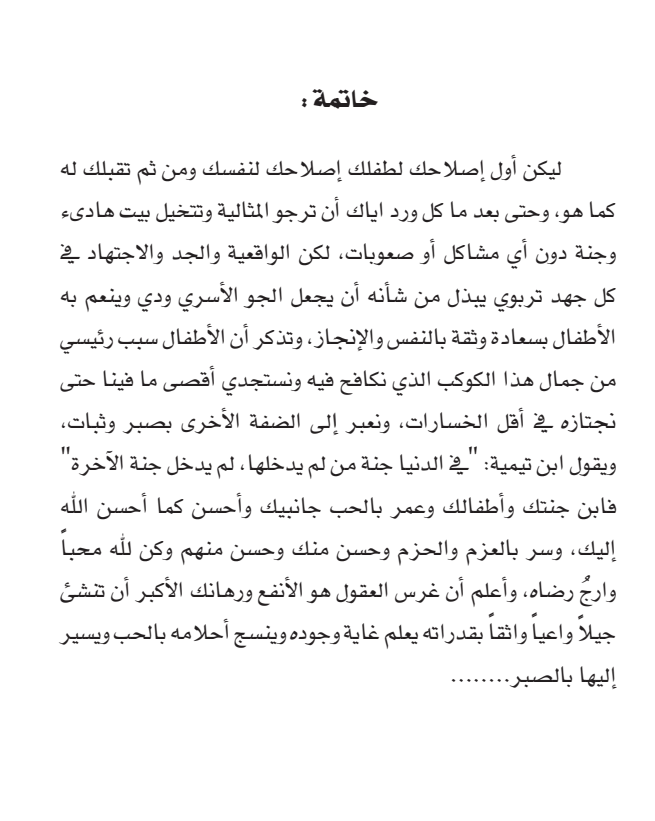 خاتمة :
ليكن أول إصلاحك لطفلك إصلاحك لنفسك ومن ثم تقبلك له
كما هو، وحتى بعد ما كل ورد اياك أن ترجو المثالية وتتخيل بيت هادىء
وجنة دون أي مشاكل أو صعوبات، لكن الواقعية والجد والاجتهاد في
كل جهد تربوي يبذل من شأنه أن يجعل الجو الأسري ودي وينعم به
الأطفال بسعادة وثقة بالنفس والإنجاز، وتذكر أن الأطفال سبب رئيسي
من جمال هذا الكوكب الذي نكافح فيه ونستجدي أقصى ما فينا حتى
نجتازه في أقل الخسارات، ونعبر إلى الضفة الأخرى بصبر وثبات،
ويقول ابن تيمية: "في الدنيا جنة من لم يدخلها، لم يدخل جنة الآخرة"
فابن جنتك وأطفالك وعمر بالحب جانبيك وأحسن كما أحسن الله
إليك، وسر بالعزم والحزم وحسن منك وحسن منهم وكن لله محباً
وارجُ رضاه، وأعلم أن غرس العقول هو الأنفع ورهانك الأكبر أن تنشئ
جيلاً واعياً واثقاً بقدراته يعلم غاية وجوده وينسج أحلامه بالحب ويسير
إليها بالصبر........